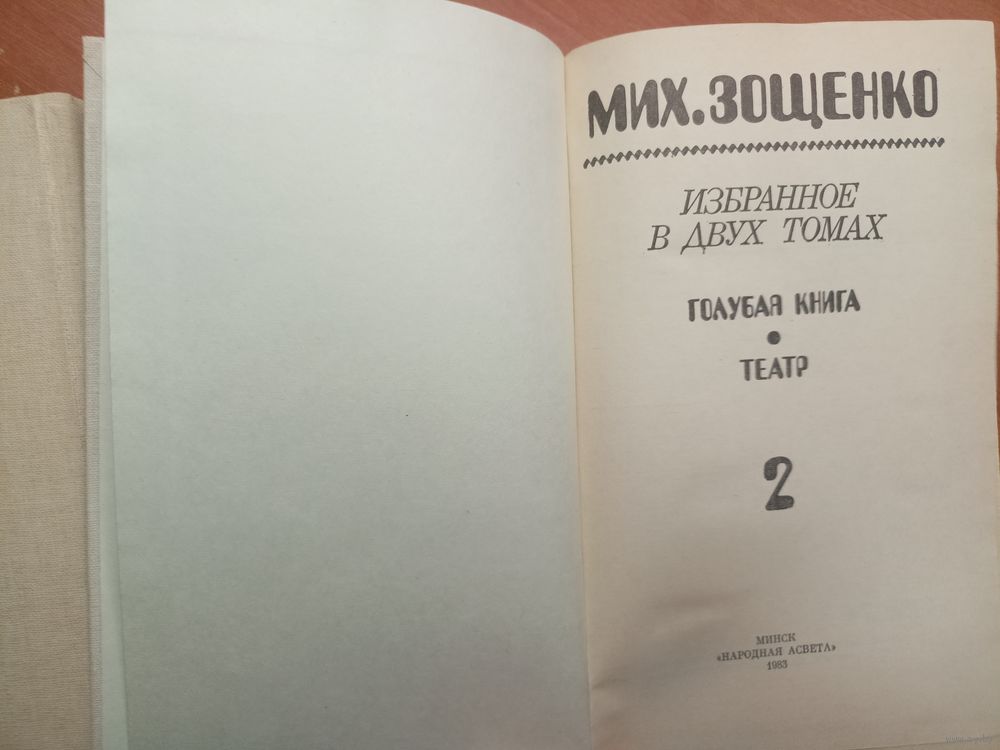 МИХ. ЗОЩЕНКО
ИЗБРАННОЕ
В ДВУХ ТОМАХ
ГОЛУБАЯ КНИГА
•
ТЕАТР
2
МИНСК
«НАРОДНАЯ АСВЕТА»
1983